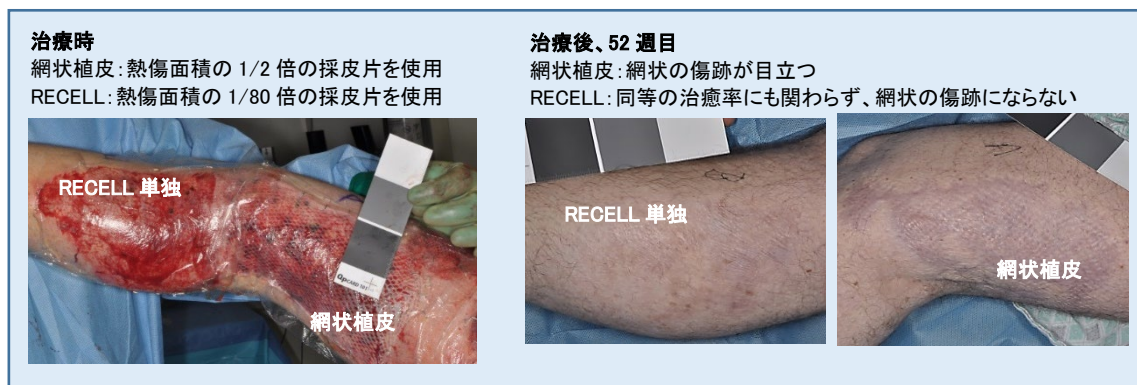 治療時
網状植皮:熱傷面積の 1/2 倍の採皮片を使用
RECELL:熱傷面積の 1/80 倍の採皮片を使用
RECELL 単独
網状植皮
治療後、52 週目
網状植皮:網状の傷跡が目立つ
RECELL:同等の治癒率にも関わらず、網状の傷跡にならない
RECELL 単独
網状植皮